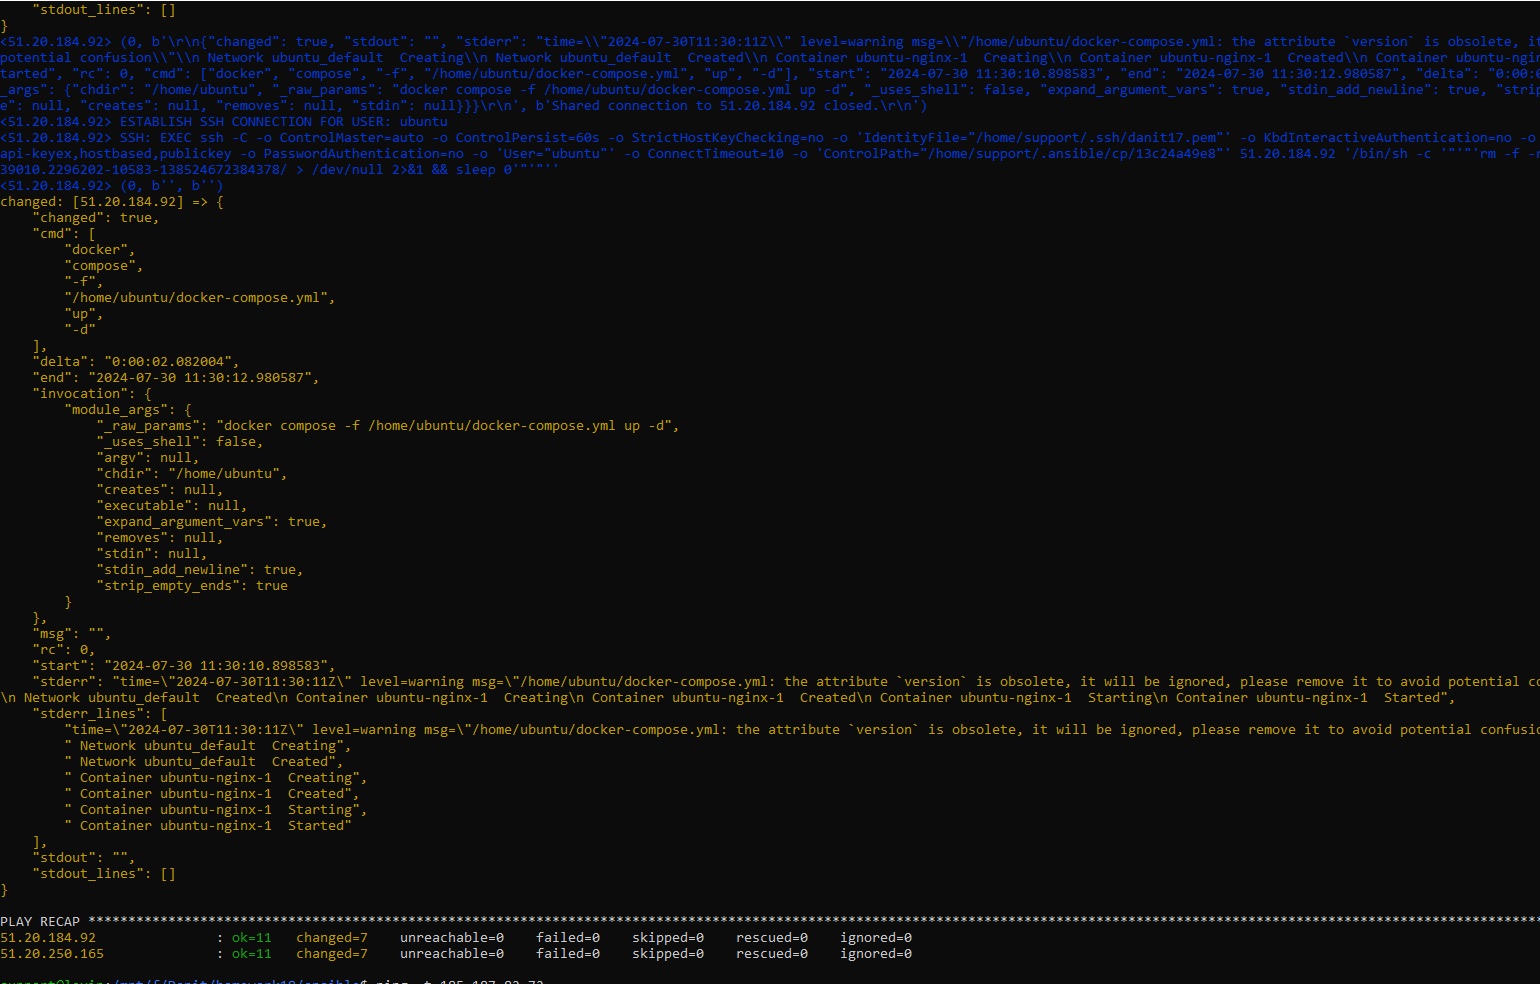 "stdout_lines": []
}
<51.20.184.92> (0, b'\r\n{"changed": true, "stdout": "", "stderr": "time=\\"2024-07-30T11:30:11Z\\" level=warning msg=\\"/home/ubuntu/docker-compose.yml: the attribute `version` is obsolete, it
potential confusion\\"\\n Network ubuntu_default  Creating\\n Network ubuntu_default  Created\\n Container ubuntu-nginx-1  Creating\\n Container ubuntu-nginx-1  Created\\n Container ubuntu-ngin
tarted", "rc": 0, "cmd": ["docker", "compose", "-f", "/home/ubuntu/docker-compose.yml", "up", "-d"], "start": "2024-07-30 11:30:10.898583", "end": "2024-07-30 11:30:12.980587", "delta": "0:00:0
_args": {"chdir": "/home/ubuntu", "_raw_params": "docker compose -f /home/ubuntu/docker-compose.yml up -d", "_uses_shell": false, "expand_argument_vars": true, "stdin_add_newline": true, "strip
e": null, "creates": null, "removes": null, "stdin": null}}}\r\n', b'Shared connection to 51.20.184.92 closed.\r\n')
<51.20.184.92> ESTABLISH SSH CONNECTION FOR USER: ubuntu
<51.20.184.92> SSH: EXEC ssh -C -o ControlMaster=auto -o ControlPersist=60s -o StrictHostKeyChecking=no -o 'IdentityFile="/home/support/.ssh/danit17.pem"' -o KbdInteractiveAuthentication=no -o
api-keyex,hostbased,publickey -o PasswordAuthentication=no -o 'User="ubuntu"' -o ConnectTimeout=10 -o 'ControlPath="/home/support/.ansible/cp/13c24a49e8"' 51.20.184.92 '/bin/sh -c '"'"'rm -f -r
39010.2296202-10583-138524672384378/ > /dev/null 2>&1 && sleep 0'"'"''
<51.20.184.92> (0, b'', b'')
changed: [51.20.184.92] => {
    "changed": true,
    "cmd": [
        "docker",
        "compose",
        "-f",
        "/home/ubuntu/docker-compose.yml",
        "up",
        "-d"
    ],
    "delta": "0:00:02.082004",
    "end": "2024-07-30 11:30:12.980587",
    "invocation": {
        "module_args": {
            "_raw_params": "docker compose -f /home/ubuntu/docker-compose.yml up -d",
            "_uses_shell": false,
            "argv": null,
            "chdir": "/home/ubuntu",
            "creates": null,
            "executable": null,
            "expand_argument_vars": true,
            "removes": null,
            "stdin": null,
            "stdin_add_newline": true,
            "strip_empty_ends": true
        }
    },
    "msg": "",
    "rc": 0,
    "start": "2024-07-30 11:30:10.898583",
    "stderr": "time=\"2024-07-30T11:30:11Z\" level=warning msg=\"/home/ubuntu/docker-compose.yml: the attribute `version` is obsolete, it will be ignored, please remove it to avoid potential co
\n Network ubuntu_default  Created\n Container ubuntu-nginx-1  Creating\n Container ubuntu-nginx-1  Created\n Container ubuntu-nginx-1  Starting\n Container ubuntu-nginx-1  Started",
    "stderr_lines": [
        "time=\"2024-07-30T11:30:11Z\" level=warning msg=\"/home/ubuntu/docker-compose.yml: the attribute `version` is obsolete, it will be ignored, please remove it to avoid potential confusio
        " Network ubuntu_default  Creating",
        " Network ubuntu_default  Created",
        " Container ubuntu-nginx-1  Creating",
        " Container ubuntu-nginx-1  Created",
        " Container ubuntu-nginx-1  Starting",
        " Container ubuntu-nginx-1  Started"
    ],
    "stdout": "",
    "stdout_lines": []
}
PLAY RECAP *************************************************************************************************************************************************************************************
51.20.184.92               : ok=11   changed=7    unreachable=0    failed=0    skipped=0    rescued=0    ignored=0
51.20.250.165              : ok=11   changed=7    unreachable=0    failed=0    skipped=0    rescued=0    ignored=0